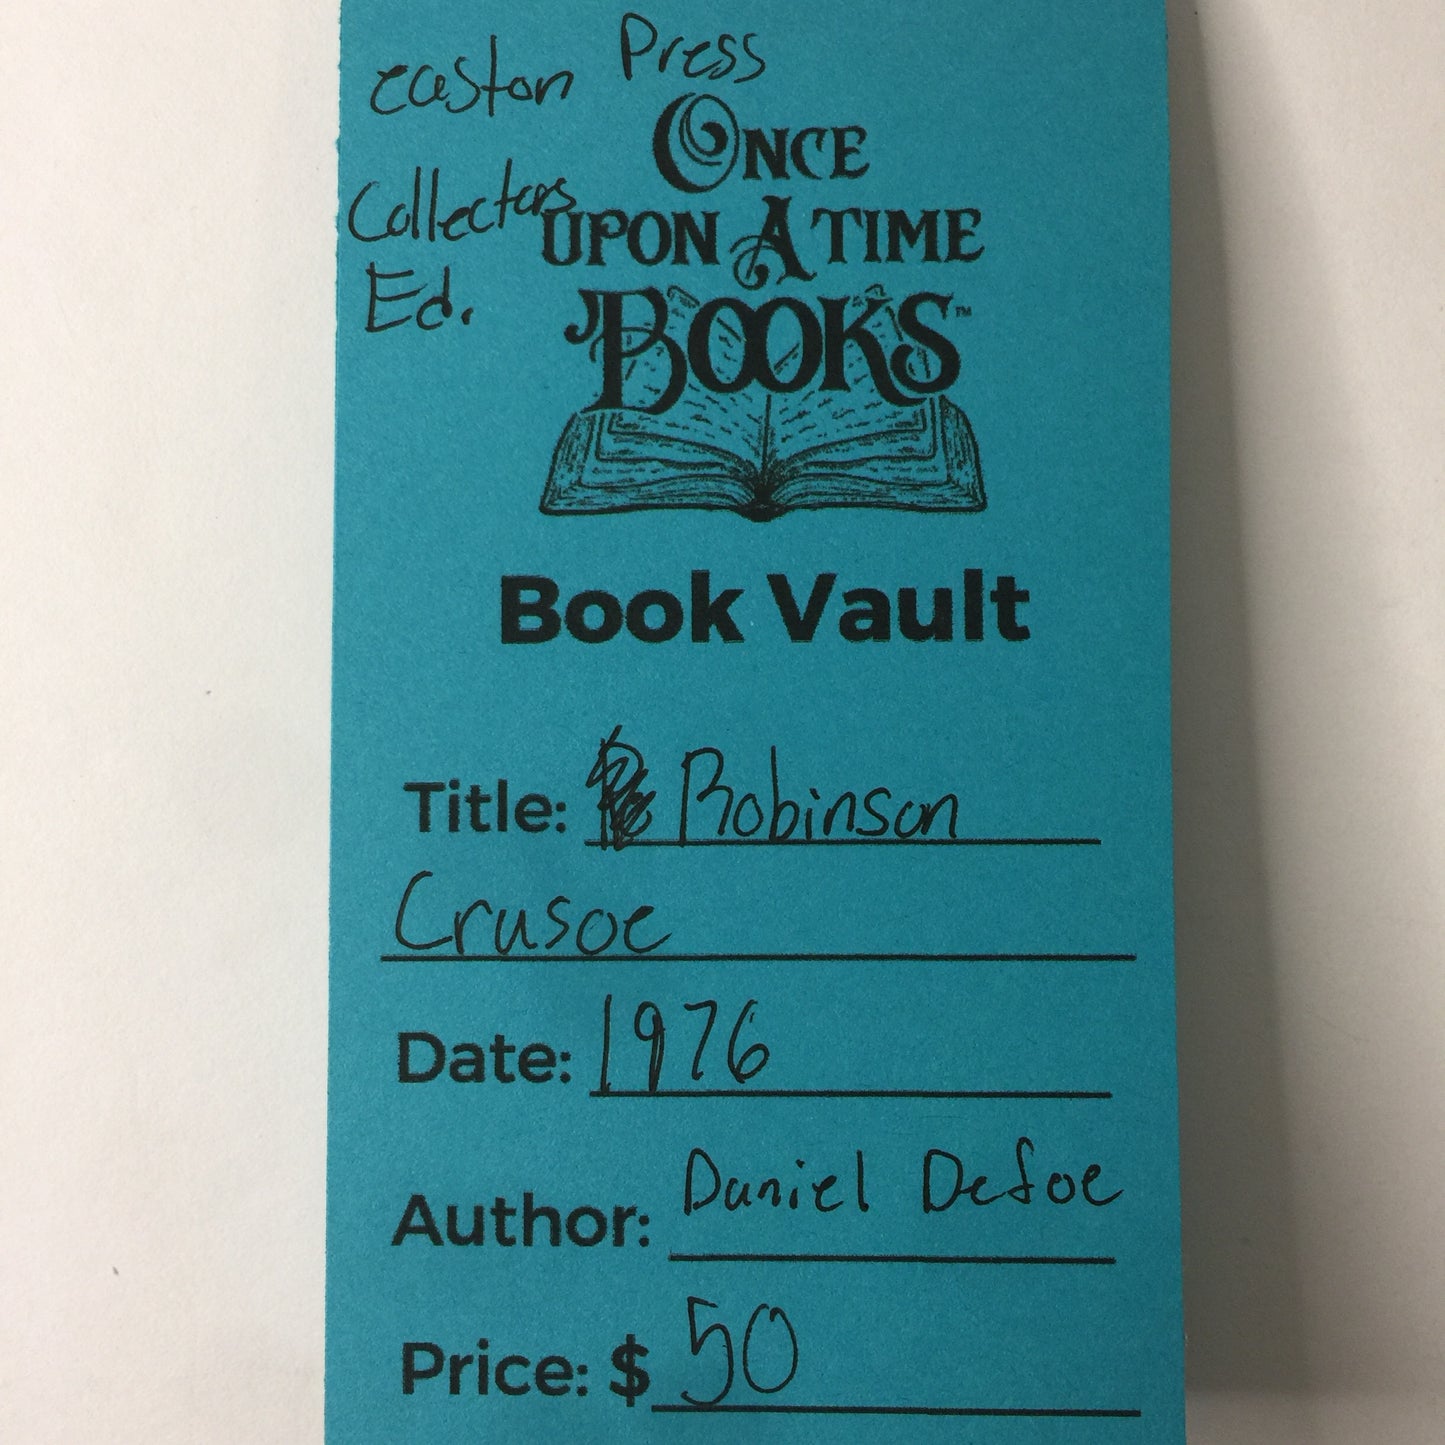 easton Press
Collectors
Ed.
ONCE
UPON A TIME
BOOKS™
Book Vault
Title: Robinson
Crusoe
Date: 1976
Author: Daniel Defoe
Price: $50